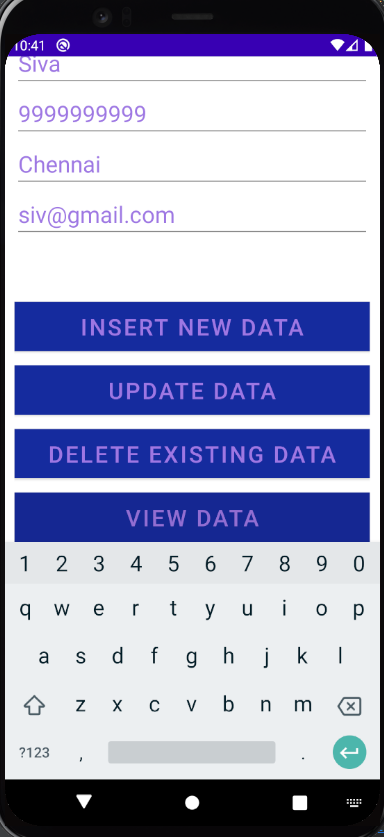 10:41
Siva
9999999999
Chennai
siv@gmail.com
INSERT NEW DATA
UPDATE DATA
DELETE EXISTING DATA
VIEW DATA
1 2 3 4 5 6 7 8 9 0
q w e r t y u i o p
a s d f g h j k l
z x c v b n m
?123 , .